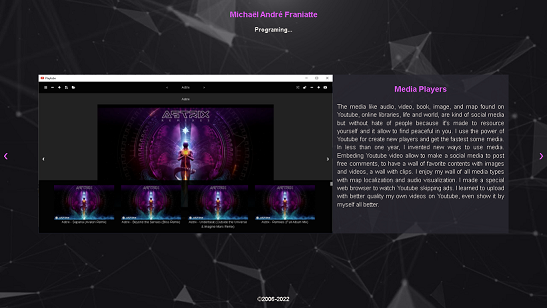 Michaël André Franiatte
Programing...
Media Players
The media like audio, video, book, image, and map found on
Youtube, online libraries, life and world, are kind of social media
but without hate of people because it's made to resource
yourself and it allow to find peaceful in you. I use the power of
Youtube for create new players and get the fastest some media.
In less than one year, I invented new ways to use media.
Embeding Youtube video allow to make a social media to post
free comments, to have a wall of favorite contents with images
and videos, a wall with clips. I enjoy my wall of all media types
with map localization and audio visualization. I made a special
web browser to watch Youtube skipping ads. I learned to upload
with better quality my own videos on Youtube, even show it by
myself all better.
ASTRIX
©2006-2022